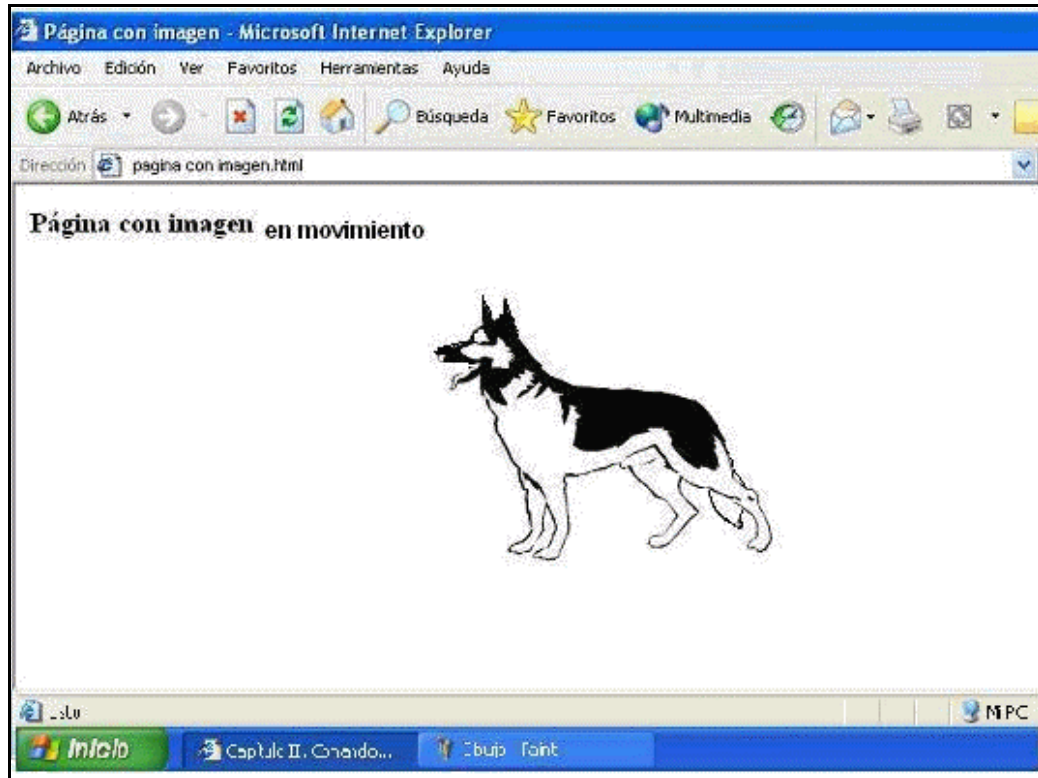 Página con imagen - Microsoft Internet Explorer
Archivo Edición Ver Favoritos Herramientas Ayuda
Atrás Búsqueda Favoritos Multimedia
Dirección pagina con imagen.html
Página con imagen en movimiento
Mi PC
Inicio